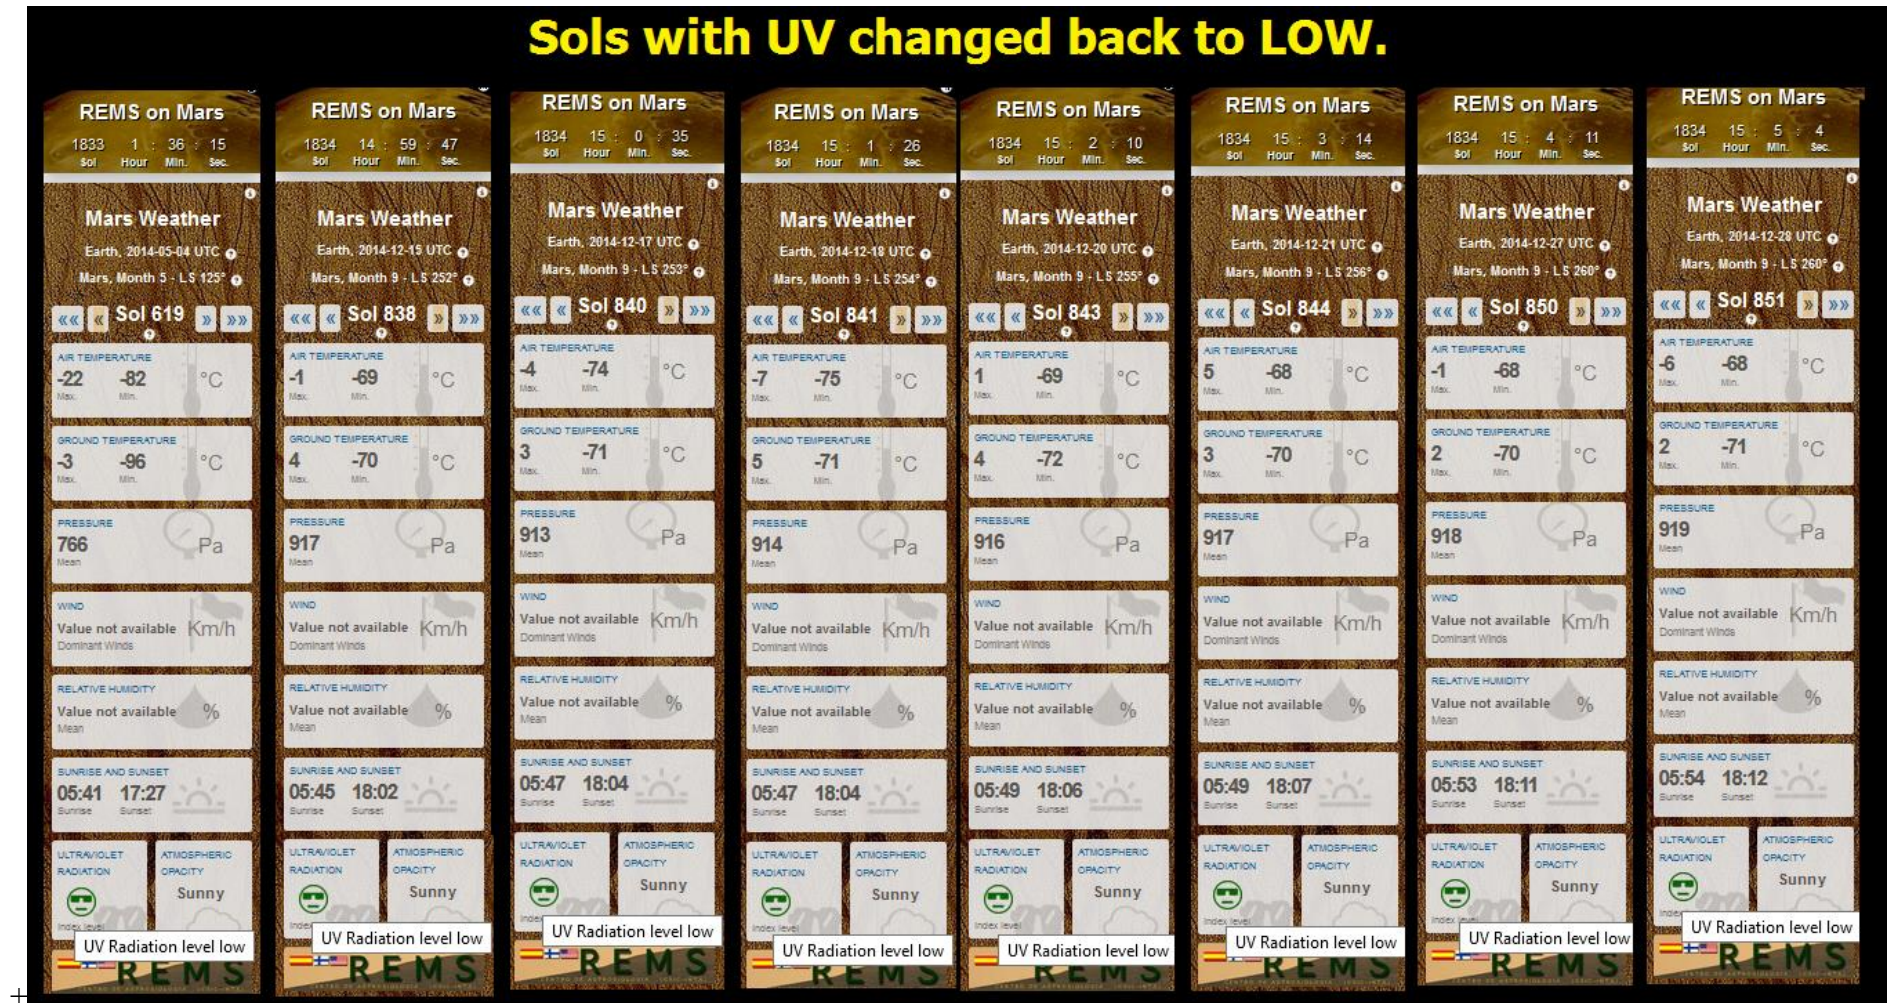 Sols with UV changed back to LOW.
REMS on Mars
1833 1 : 36 : 15
Sol Hour Min. Sec.
Mars Weather
Earth, 2014-05-04 UTC
Mars, Month 5 - LS 125°
«« « Sol 619 » »»
AIR TEMPERATURE
-22 -82 °C
Max. Min.
GROUND TEMPERATURE
-3 -96 °C
Max. Min.
PRESSURE
766 Pa
Mean
WIND
Value not available Km/h
Dominant Winds
RELATIVE HUMIDITY
Value not available %
Mean
SUNRISE AND SUNSET
05:41 17:27
Sunrise Sunset
ULTRAVIOLET RADIATION
ATMOSPHERIC OPACITY
Sunny
Index level
UV Radiation level low
REMS
REMS on Mars
1834 14 : 59 : 47
Sol Hour Min. Sec.
Mars Weather
Earth, 2014-12-15 UTC
Mars, Month 9 - LS 252°
«« « Sol 838 » »»
AIR TEMPERATURE
-1 -69 °C
Max. Min.
GROUND TEMPERATURE
4 -70 °C
Max. Min.
PRESSURE
917 Pa
Mean
WIND
Value not available Km/h
Dominant Winds
RELATIVE HUMIDITY
Value not available %
Mean
SUNRISE AND SUNSET
05:45 18:02
Sunrise Sunset
ULTRAVIOLET RADIATION
ATMOSPHERIC OPACITY
Sunny
Index level
UV Radiation level low
REMS
REMS on Mars
1834 15 : 0 : 35
Sol Hour Min. Sec.
Mars Weather
Earth, 2014-12-17 UTC
Mars, Month 9 - LS 253°
«« « Sol 840 » »»
AIR TEMPERATURE
-4 -74 °C
Max. Min.
GROUND TEMPERATURE
3 -71 °C
Max. Min.
PRESSURE
913 Pa
Mean
WIND
Value not available Km/h
Dominant Winds
RELATIVE HUMIDITY
Value not available %
Mean
SUNRISE AND SUNSET
05:47 18:04
Sunrise Sunset
ULTRAVIOLET RADIATION
ATMOSPHERIC OPACITY
Sunny
UV Radiation level low
REMS
REMS on Mars
1834 15 : 1 : 26
Sol Hour Min. Sec.
Mars Weather
Earth, 2014-12-18 UTC
Mars, Month 9 - LS 254°
«« « Sol 841 » »»
AIR TEMPERATURE
-7 -75 °C
Max. Min.
GROUND TEMPERATURE
5 -71 °C
Max. Min.
PRESSURE
914 Pa
Mean
WIND
Value not available Km/h
Dominant Winds
RELATIVE HUMIDITY
Value not available %
Mean
SUNRISE AND SUNSET
05:47 18:04
Sunrise Sunset
ULTRAVIOLET RADIATION
ATMOSPHERIC OPACITY
Sunny
Index level
UV Radiation level low
REMS
REMS on Mars
1834 15 : 2 : 10
Sol Hour Min. Sec.
Mars Weather
Earth, 2014-12-20 UTC
Mars, Month 9 - LS 255°
«« « Sol 843 » »»
AIR TEMPERATURE
1 -69 °C
Max. Min.
GROUND TEMPERATURE
4 -72 °C
Max. Min.
PRESSURE
916 Pa
Mean
WIND
Value not available Km/h
Dominant Winds
RELATIVE HUMIDITY
Value not available %
Mean
SUNRISE AND SUNSET
05:49 18:06
Sunrise Sunset
ULTRAVIOLET RADIATION
ATMOSPHERIC OPACITY
Sunny
Index level
UV Radiation level low
REMS
REMS on Mars
1834 15 : 3 : 14
Sol Hour Min. Sec.
Mars Weather
Earth, 2014-12-21 UTC
Mars, Month 9 - LS 256°
«« « Sol 844 » »»
AIR TEMPERATURE
5 -68 °C
Max. Min.
GROUND TEMPERATURE
3 -70 °C
Max. Min.
PRESSURE
917 Pa
Mean
WIND
Value not available Km/h
Dominant Winds
RELATIVE HUMIDITY
Value not available %
Mean
SUNRISE AND SUNSET
05:49 18:07
Sunrise Sunset
ULTRAVIOLET RADIATION
ATMOSPHERIC OPACITY
Sunny
Index level
UV Radiation level low
REMS
REMS on Mars
1834 15 : 4 : 11
Sol Hour Min. Sec.
Mars Weather
Earth, 2014-12-27 UTC
Mars, Month 9 - LS 260°
«« « Sol 850 » »»
AIR TEMPERATURE
-1 -68 °C
Max. Min.
GROUND TEMPERATURE
2 -70 °C
Max. Min.
PRESSURE
918 Pa
Mean
WIND
Value not available Km/h
Dominant Winds
RELATIVE HUMIDITY
Value not available %
Mean
SUNRISE AND SUNSET
05:53 18:11
Sunrise Sunset
ULTRAVIOLET RADIATION
ATMOSPHERIC OPACITY
Sunny
Index level
UV Radiation level low
REMS
REMS on Mars
1834 15 : 5 : 4
Sol Hour Min. Sec.
Mars Weather
Earth, 2014-12-28 UTC
Mars, Month 9 - LS 260°
«« « Sol 851 » »»
AIR TEMPERATURE
-6 -68 °C
Max. Min.
GROUND TEMPERATURE
2 -71 °C
Max. Min.
PRESSURE
919 Pa
Mean
WIND
Value not available Km/h
Dominant Winds
RELATIVE HUMIDITY
Value not available %
Mean
SUNRISE AND SUNSET
05:54 18:12
Sunrise Sunset
ULTRAVIOLET RADIATION
ATMOSPHERIC OPACITY
Sunny
UV Radiation level low
REMS